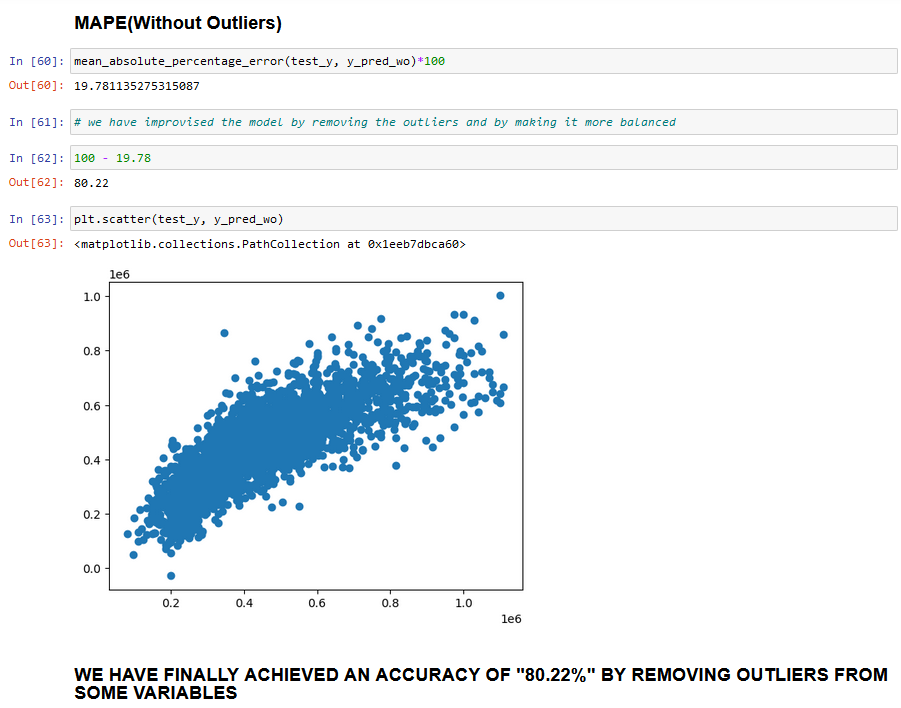 MAPE(Without Outliers)
In [60]: mean_absolute_percentage_error(test_y, y_pred_wo)*100
Out[60]: 19.781135275315087
In [61]: # we have improvised the model by removing the outliers and by making it more balanced
In [62]: 100 - 19.78
Out[62]: 80.22
In [63]: plt.scatter(test_y, y_pred_wo)
Out[63]: <matplotlib.collections.PathCollection at 0x1eeb7dbca60>
1e6
1.0
0.8
0.6
0.4
0.2
0.0
0.2 0.4 0.6 0.8 1.0
1e6
WE HAVE FINALLY ACHIEVED AN ACCURACY OF "80.22%" BY REMOVING OUTLIERS FROM
SOME VARIABLES